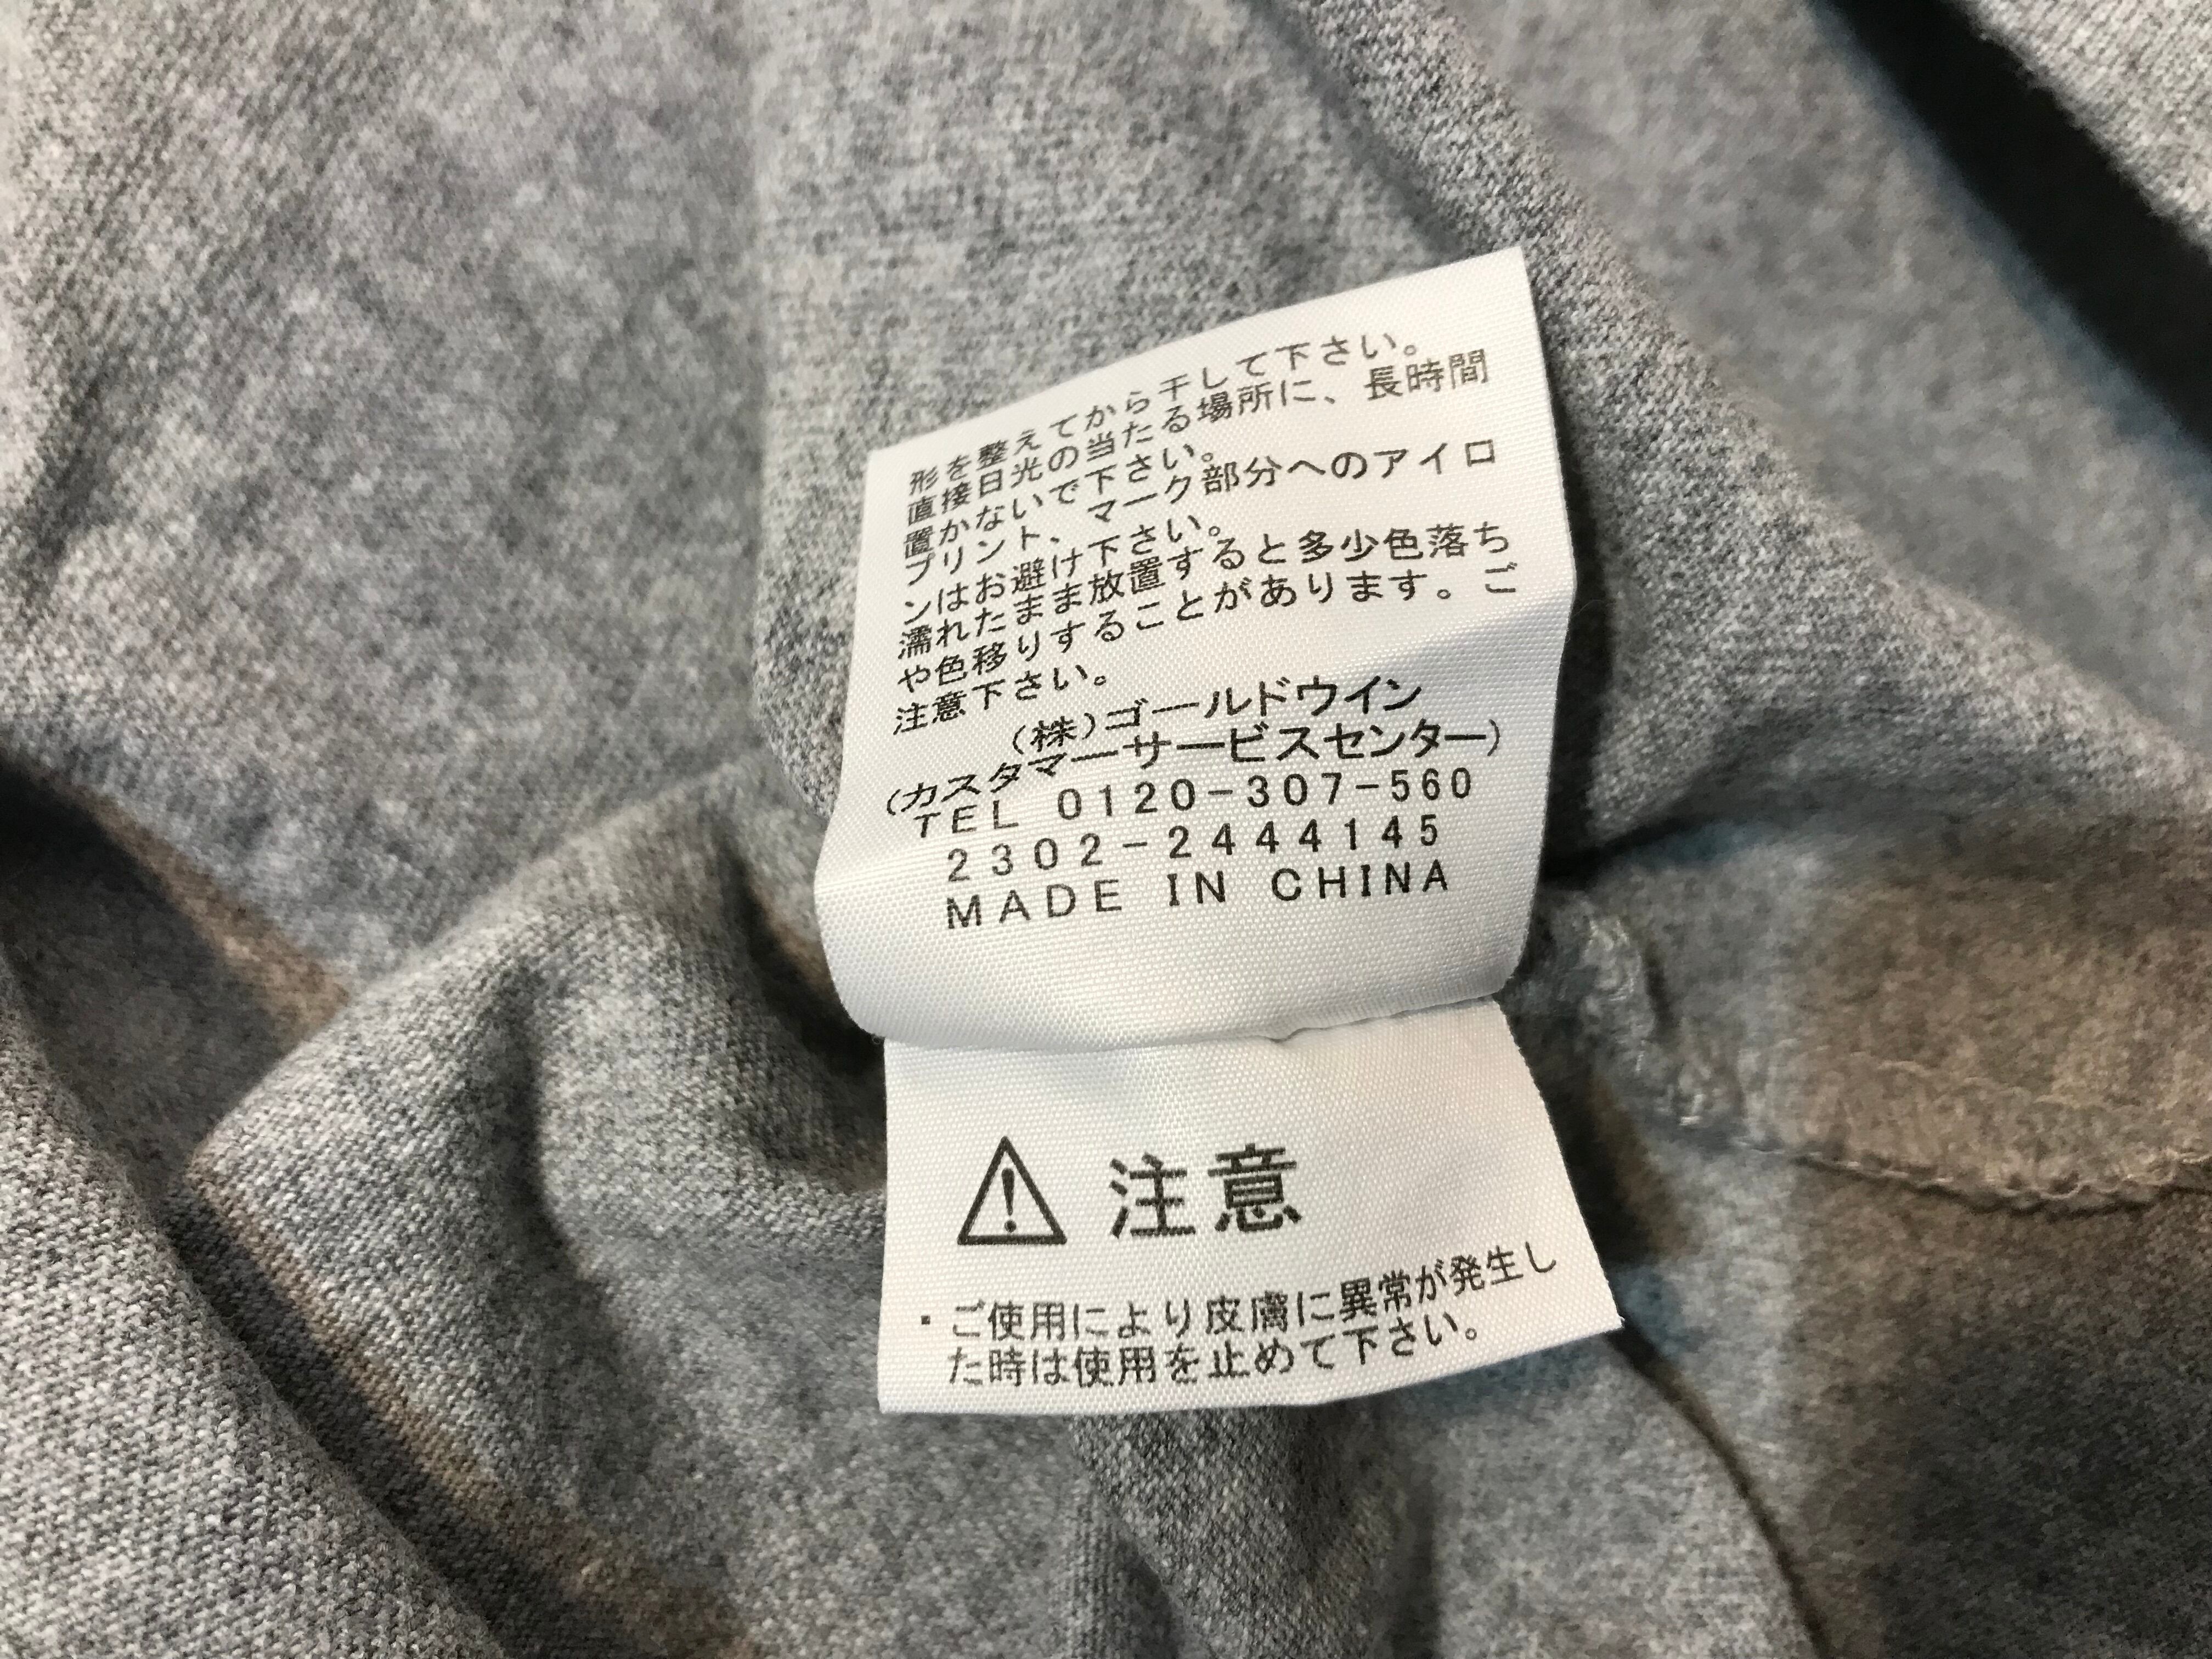 形を整えてから干して下さい。
直接日光の当たる場所に、長時間
置かないで下さい。
プリント、マーク部分へのアイロ
ンはお避け下さい。
濡れたまま放置すると多少色落ち
や色移りすることがあります。ご
注意下さい。
(株)ゴールドウイン
(カスタマーサービスセンター)
TEL 0120-307-560
2302-2444145
MADE IN CHINA
注意
・ご使用により皮膚に異常が発生し
た時は使用を止めて下さい。